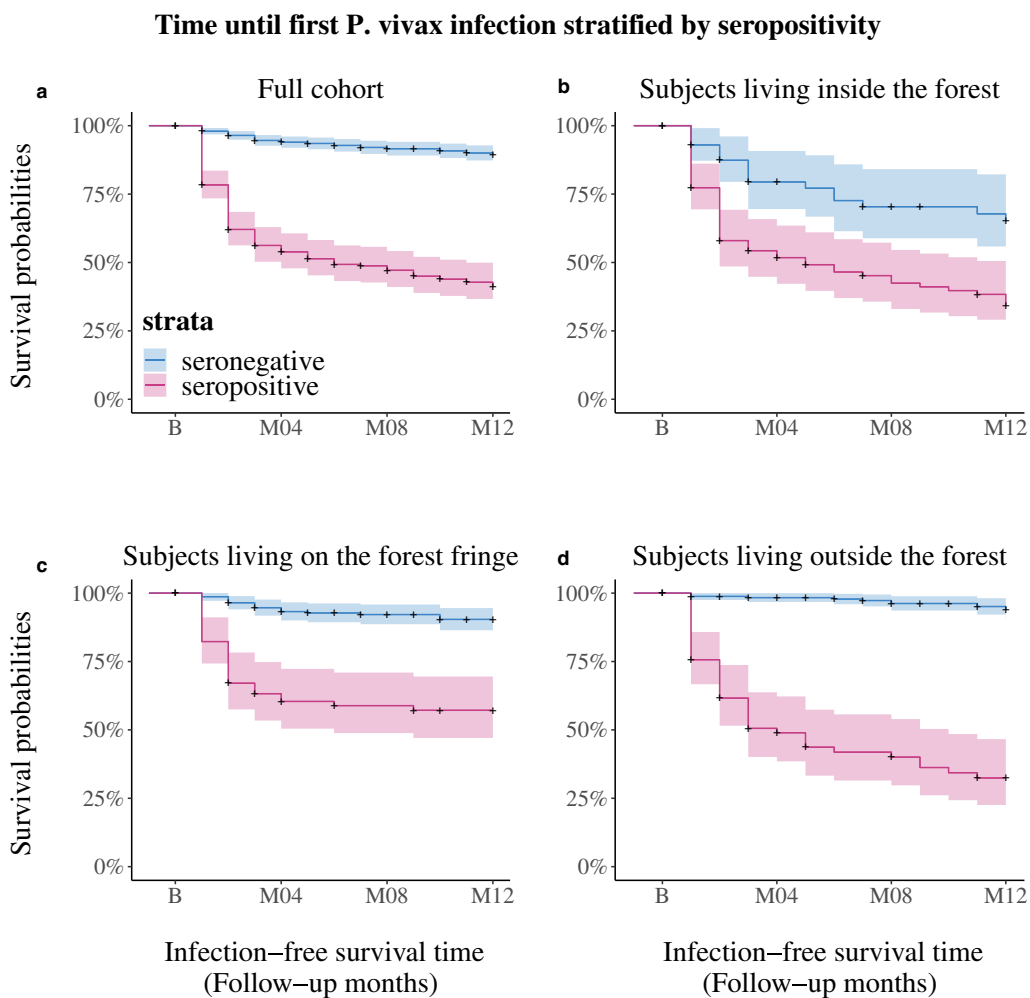 Time until first P. vivax infection stratified by seropositivity
a
Full cohort
Survival probabilities
100%
75%
50%
25%
0%
strata
seronegative
seropositive
B M04 M08 M12
b
Subjects living inside the forest
100%
75%
50%
25%
0%
B M04 M08 M12
c
Subjects living on the forest fringe
Survival probabilities
100%
75%
50%
25%
0%
B M04 M08 M12
Infection−free survival time
(Follow−up months)
d
Subjects living outside the forest
100%
75%
50%
25%
0%
B M04 M08 M12
Infection−free survival time
(Follow−up months)